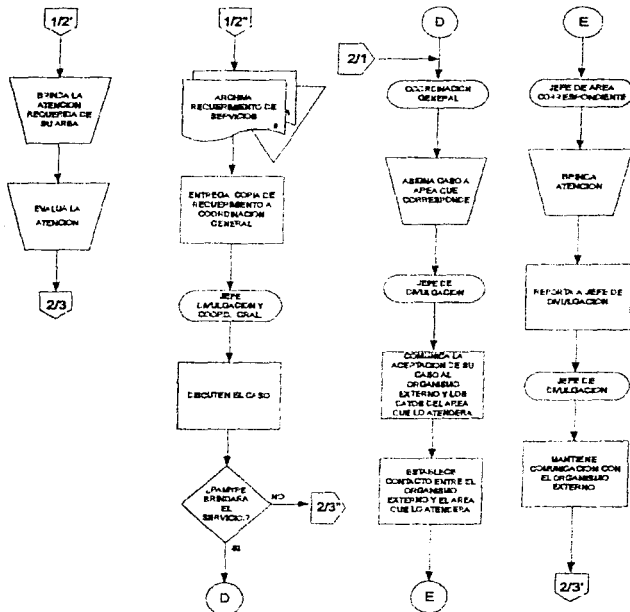 1/2'
BRINDA LA
ATENCION
REQUERIDA DE
SU AREA
EVALUA LA
ATENCION
2/3
1/2"
ARCHIVA
REQUERIMIENTO DE
SERVICIOS
ENTREGA COPIA DE
REQUERIMIENTO A
COORDINACION
GENERAL
JEFE
DIVULGACION Y
COORD. GRAL.
DISCUTEN EL CASO
¿PAMYPE
BRINDARA
EL
SERVICIO.?
NO
2/3"
SI
D
D
2/1
COORDINACION
GENERAL
ASIGNA CASO A
AREA QUE
CORRESPONDE
JEFE DE
DIVULGACION
COMUNICA LA
ACEPTACION DE SU
CASO AL
ORGANISMO
EXTERNO Y LOS
DATOS DEL AREA
QUE LO ATENDERA
ESTABLECE
CONTACTO ENTRE EL
ORGANISMO
EXTERNO Y EL AREA
QUE LO ATENDERA
E
E
JEFE DE AREA
CORRESPONDIENTE
BRINDA
ATENCION
REPORTA A JEFE DE
DIVULGACION
JEFE DE
DIVULGACION
MANTIENE
COMUNICACION CON
EL ORGANISMO
EXTERNO
2/3'